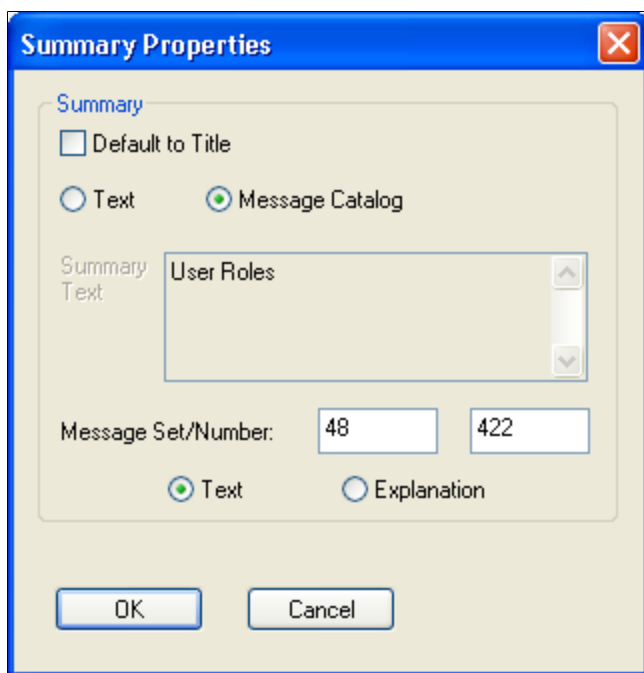 Summary Properties
Summary
Default to Title
Text Message Catalog
Summary Text
User Roles
Message Set/Number: 48 422
Text Explanation
OK Cancel